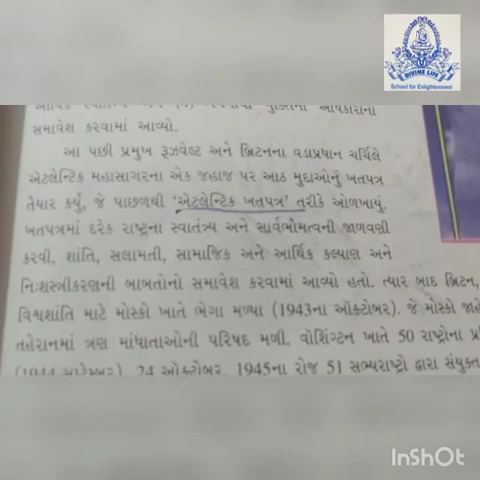 DIVINE LIFE
School for Enlightenment
સમાવેશ કરવામાં આવ્યો.
આ પછી પ્રમુખ રૂઝવેલ્ટ અને બ્રિટનના વડાપ્રધાન ચર્ચિલે
એટલેન્ટિક મહાસાગરના એક જહાજ પર આઠ મુદ્દાઓનું ખતપત્ર
તૈયાર કર્યું, જે પાછળથી 'એટલેન્ટિક ખતપત્ર' તરીકે ઓળખાયું.
ખતપત્રમાં દરેક રાષ્ટ્રના સ્વાતંત્ર્ય અને સાર્વભૌમત્વની જાળવણી
કરવી, શાંતિ, સલામતી, સામાજિક અને આર્થિક કલ્યાણ અને
નિઃશસ્ત્રીકરણની બાબતોનો સમાવેશ કરવામાં આવ્યો હતો. ત્યાર બાદ બ્રિટન,
વિશ્વશાંતિ માટે મોસ્કો ખાતે ભેગા મળ્યા (1943ના ઑક્ટોબર). જે મોસ્કો
તહેરાનમાં ત્રણ માંધાતાઓની પરિષદ મળી. વૉશિંગ્ટન ખાતે 50 રાષ્ટ્રોના
24 ઑક્ટોબર, 1945ના રોજ 51 સભ્યરાષ્ટ્રો દ્વારા
InShOt